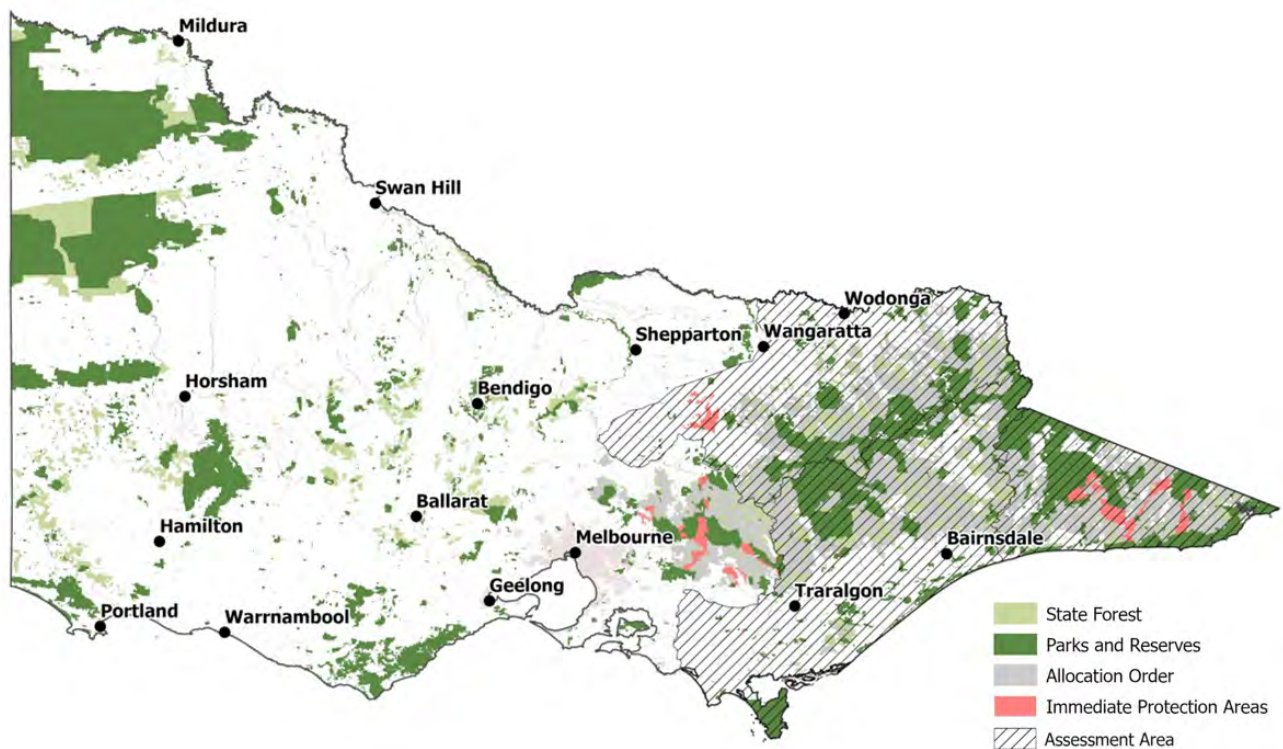 Mildura
Swan Hill
Wodonga
Shepparton
Wangaratta
Horsham
Bendigo
Ballarat
Hamilton
Melbourne
Bairnsdale
Geelong
Traralgon
Portland
Warrnambool
State Forest
Parks and Reserves
Allocation Order
Immediate Protection Areas
Assessment Area